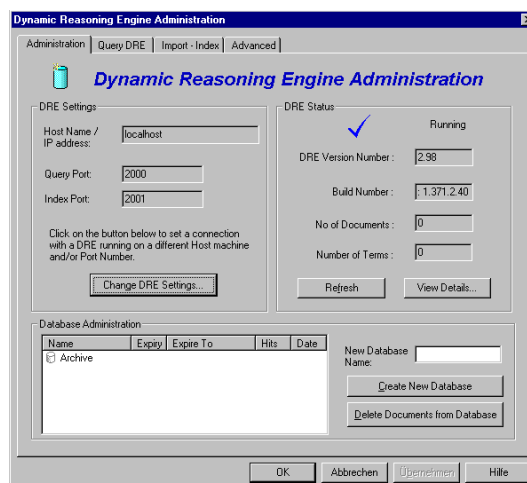 Dynamic Reasoning Engine Administration
Administration Query DRE Import - Index Advanced
Dynamic Reasoning Engine Administration
DRE Settings
Host Name /
IP address:
localhost
Query Port:
2000
Index Port:
2001
Click on the button below to set a connection
with a DRE running on a different Host machine
and/or Port Number.
Change DRE Settings...
DRE Status
Running
DRE Version Number :
2.98
Build Number :
: 1.371.2.40
No of Documents :
0
Number of Terms :
0
Refresh View Details...
Database Administration
Name Expiry Expire To Hits Date
Archive
New Database
Name:
Create New Database
Delete Documents from Database
OK Abbrechen Übernehmen Hilfe